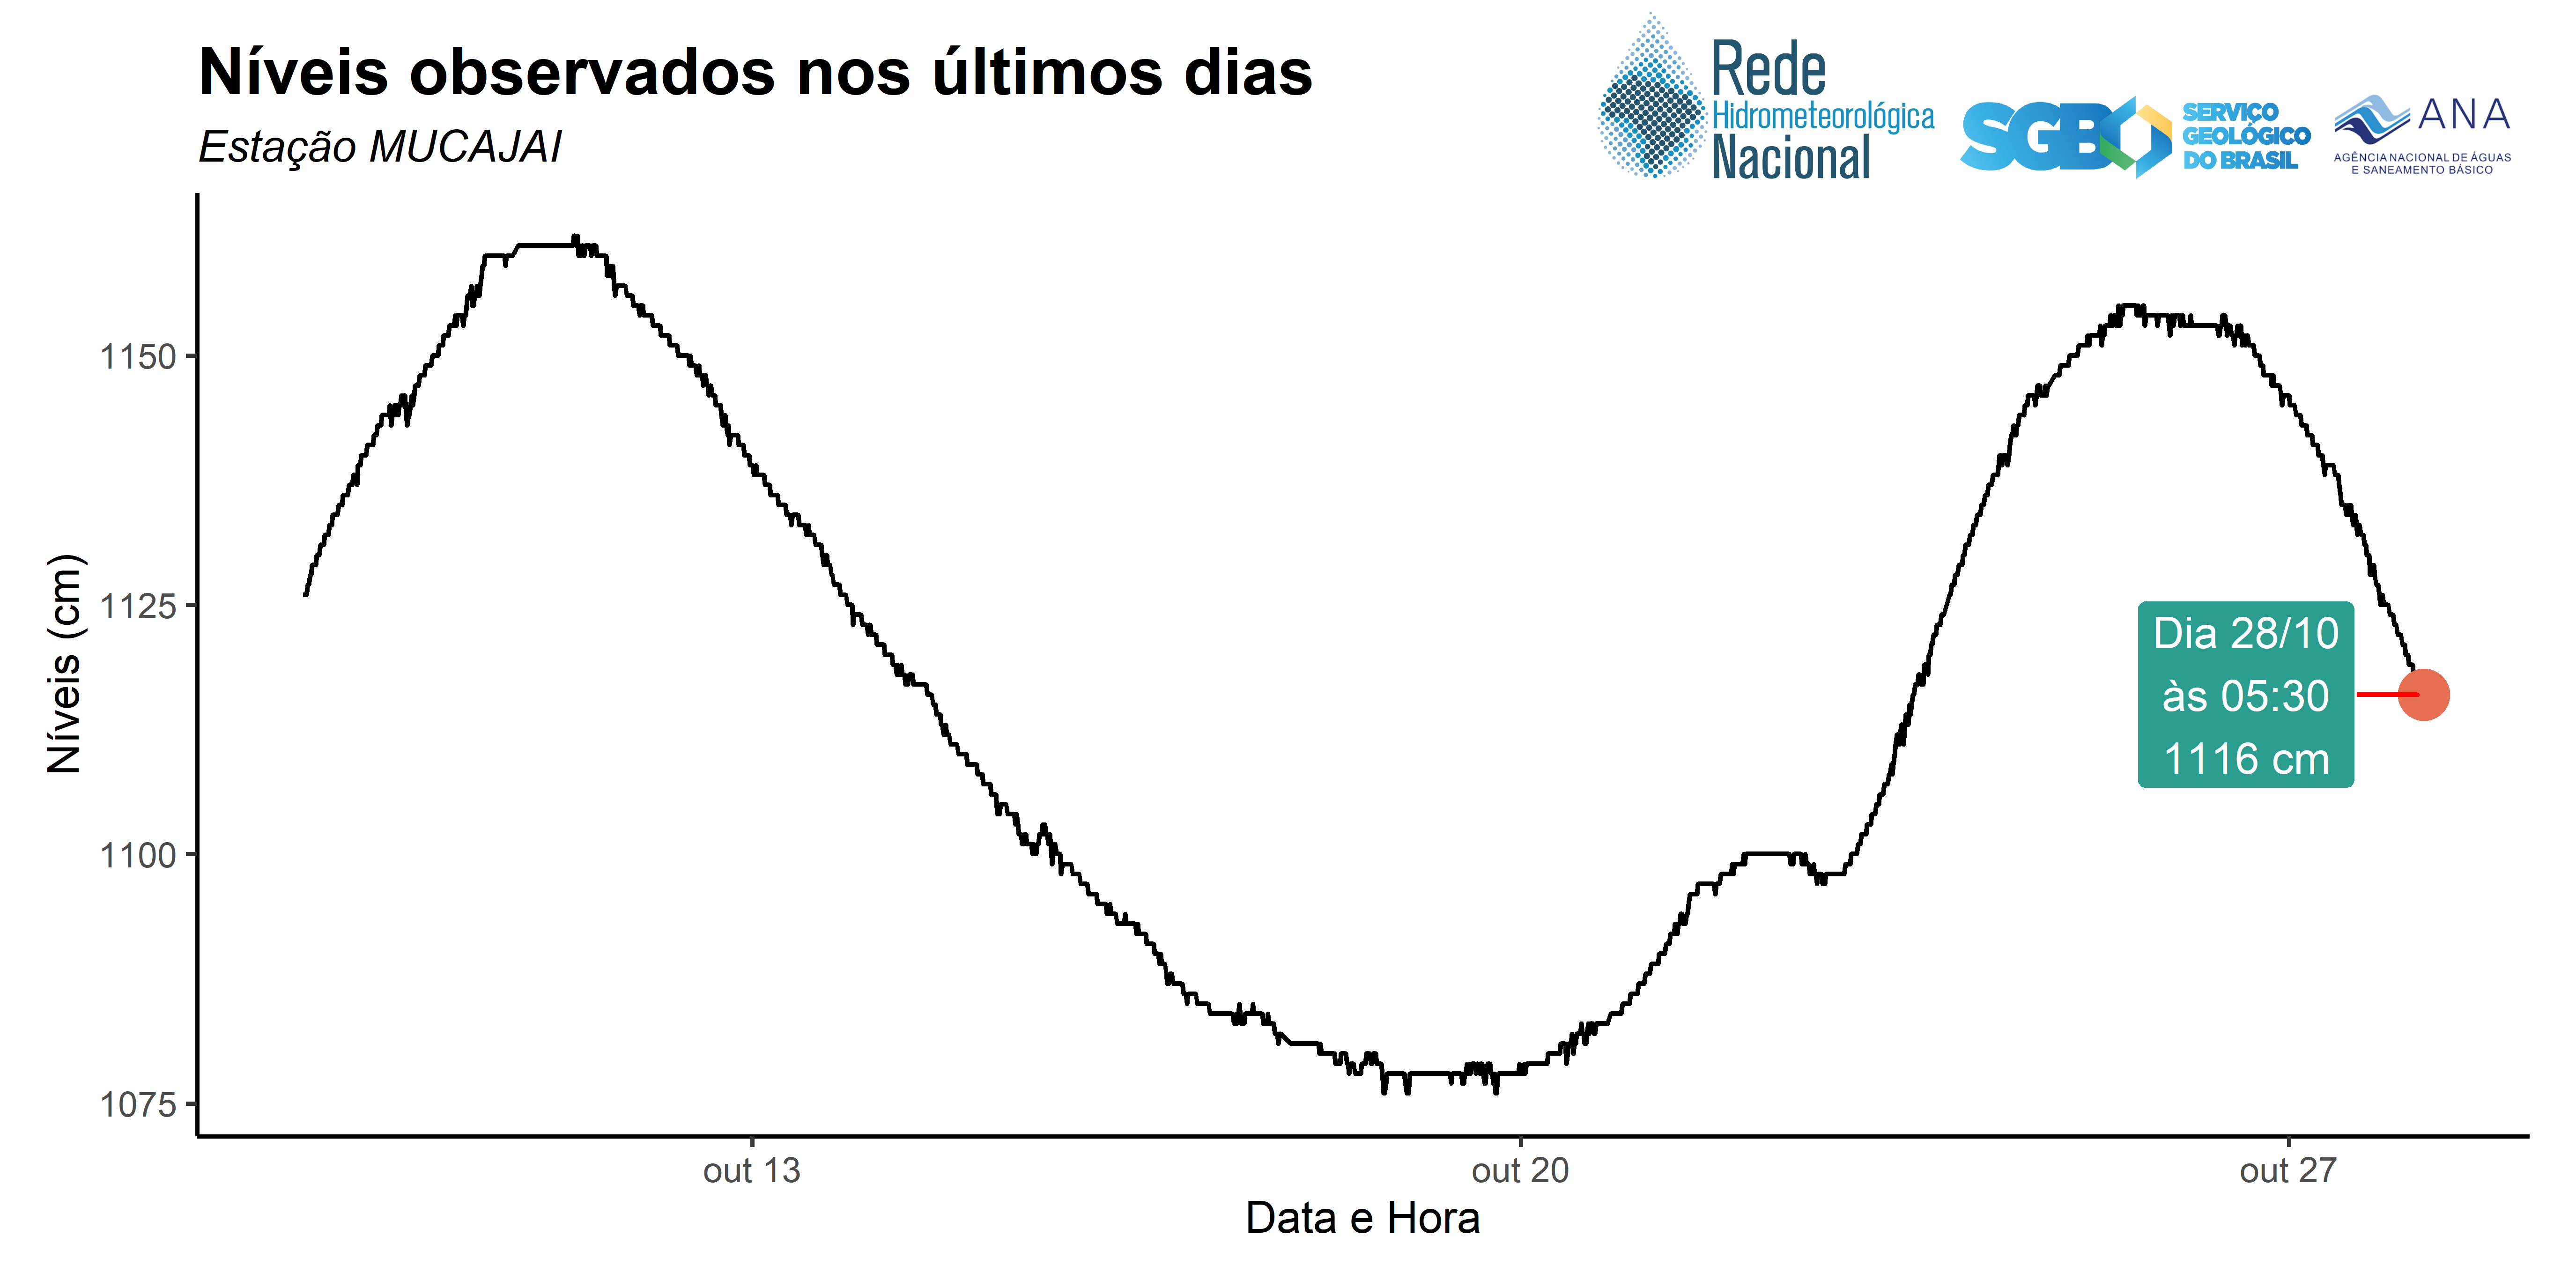 Níveis observados nos últimos dias
Estação MUCAJAI
Rede
Hidrometeorológica
Nacional
SGB
SERVIÇO
GEOLÓGICO
DO BRASIL
ANA
AGÊNCIA NACIONAL DE ÁGUAS
E SANEAMENTO BÁSICO
Níveis (cm)
1150
1125
1100
1075
Dia 28/10
às 05:30
1116 cm
out 13
out 20
out 27
Data e Hora